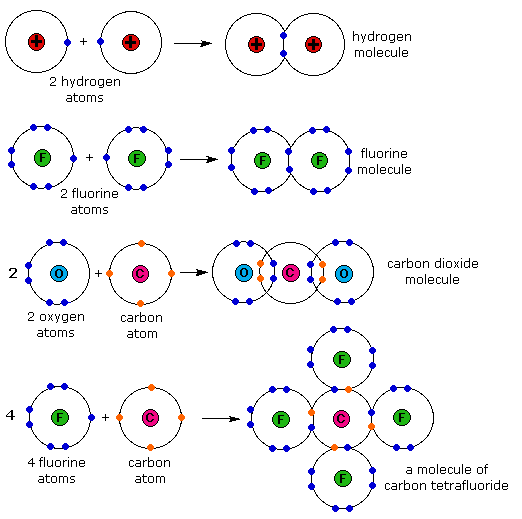 + + + → + +
hydrogen
molecule
2 hydrogen
atoms
F + F → F F
fluorine
molecule
2 fluorine
atoms
2 O + C → O C O
carbon dioxide
molecule
2 oxygen
atoms
carbon
atom
F
4 F + C → F C F
F
4 fluorine
atoms
carbon
atom
a molecule of
carbon tetrafluoride